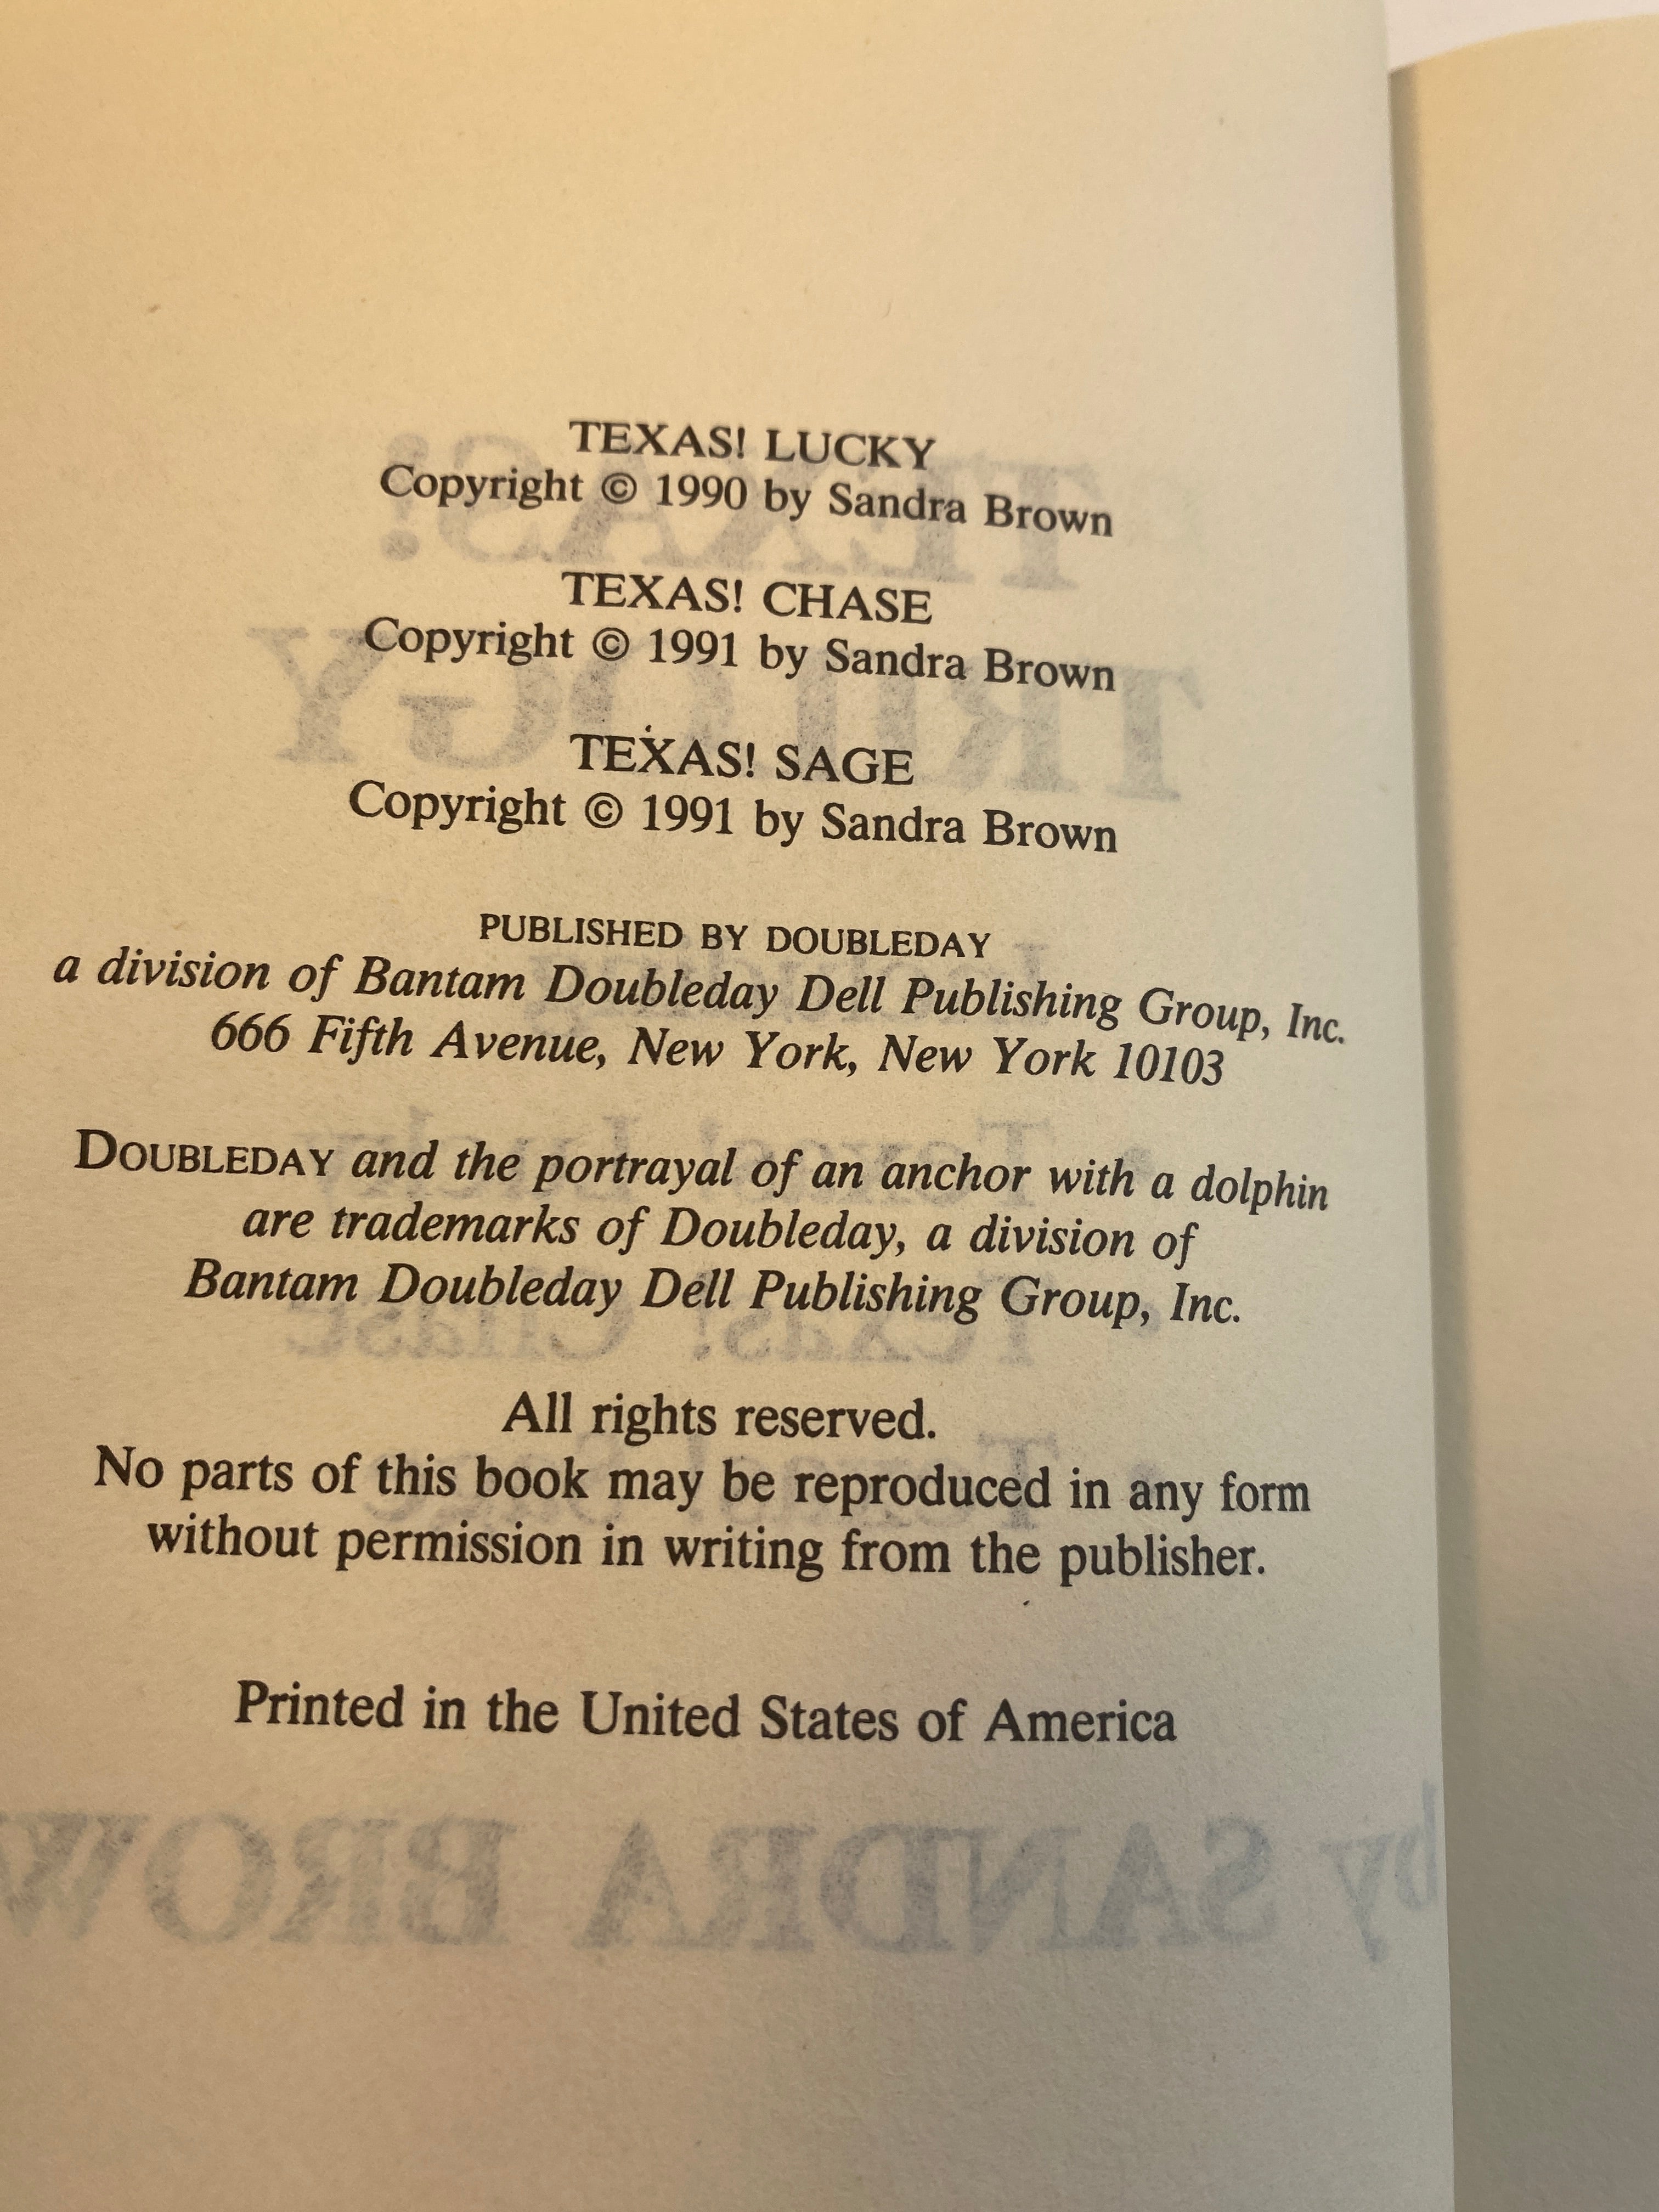 TEXAS! LUCKY
Copyright © 1990 by Sandra Brown
TEXAS! CHASE
Copyright © 1991 by Sandra Brown
TEXAS! SAGE
Copyright © 1991 by Sandra Brown
PUBLISHED BY DOUBLEDAY
a division of Bantam Doubleday Dell Publishing Group, Inc.
666 Fifth Avenue, New York, New York 10103
DOUBLEDAY and the portrayal of an anchor with a dolphin
are trademarks of Doubleday, a division of
Bantam Doubleday Dell Publishing Group, Inc.
All rights reserved.
No parts of this book may be reproduced in any form
without permission in writing from the publisher.
Printed in the United States of America
by SANDRA BROW